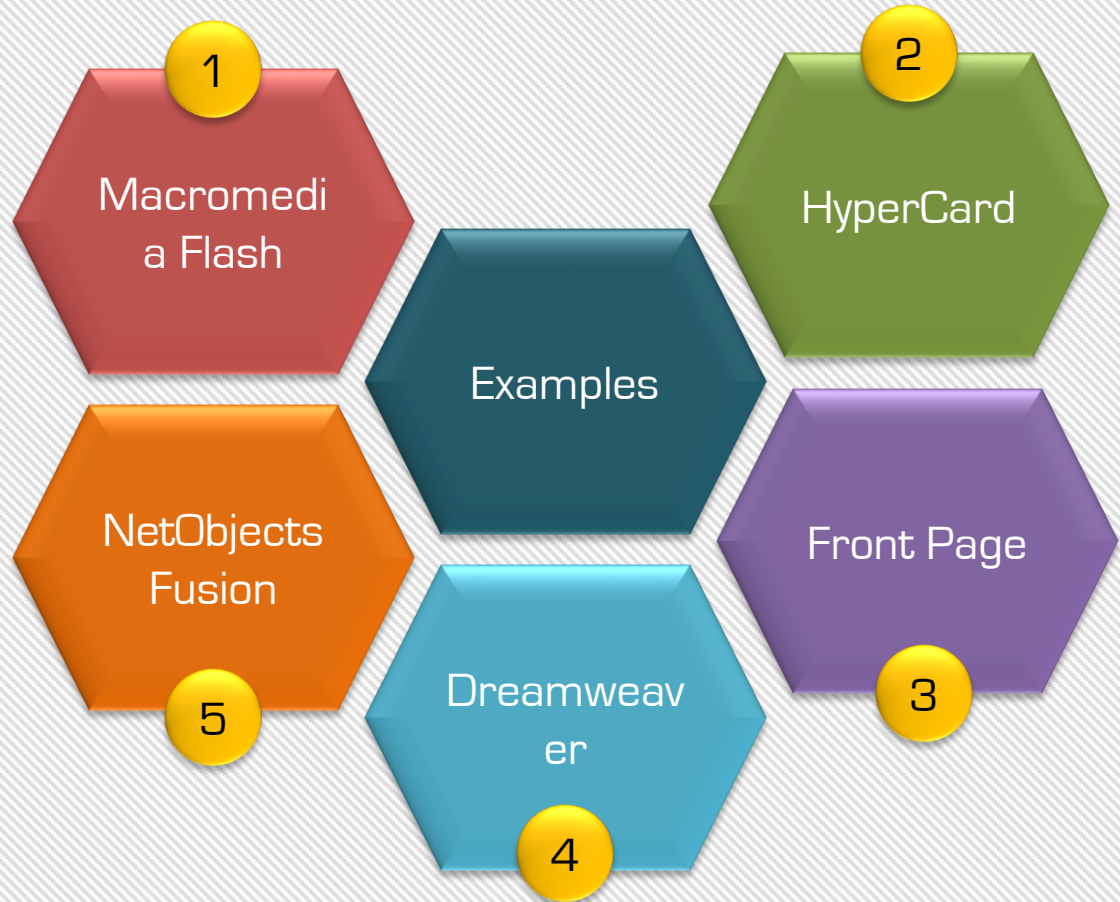 1
Macromedi
a Flash
2
HyperCard
Examples
NetObjects
Fusion
5
Front Page
3
Dreamweav
er
4